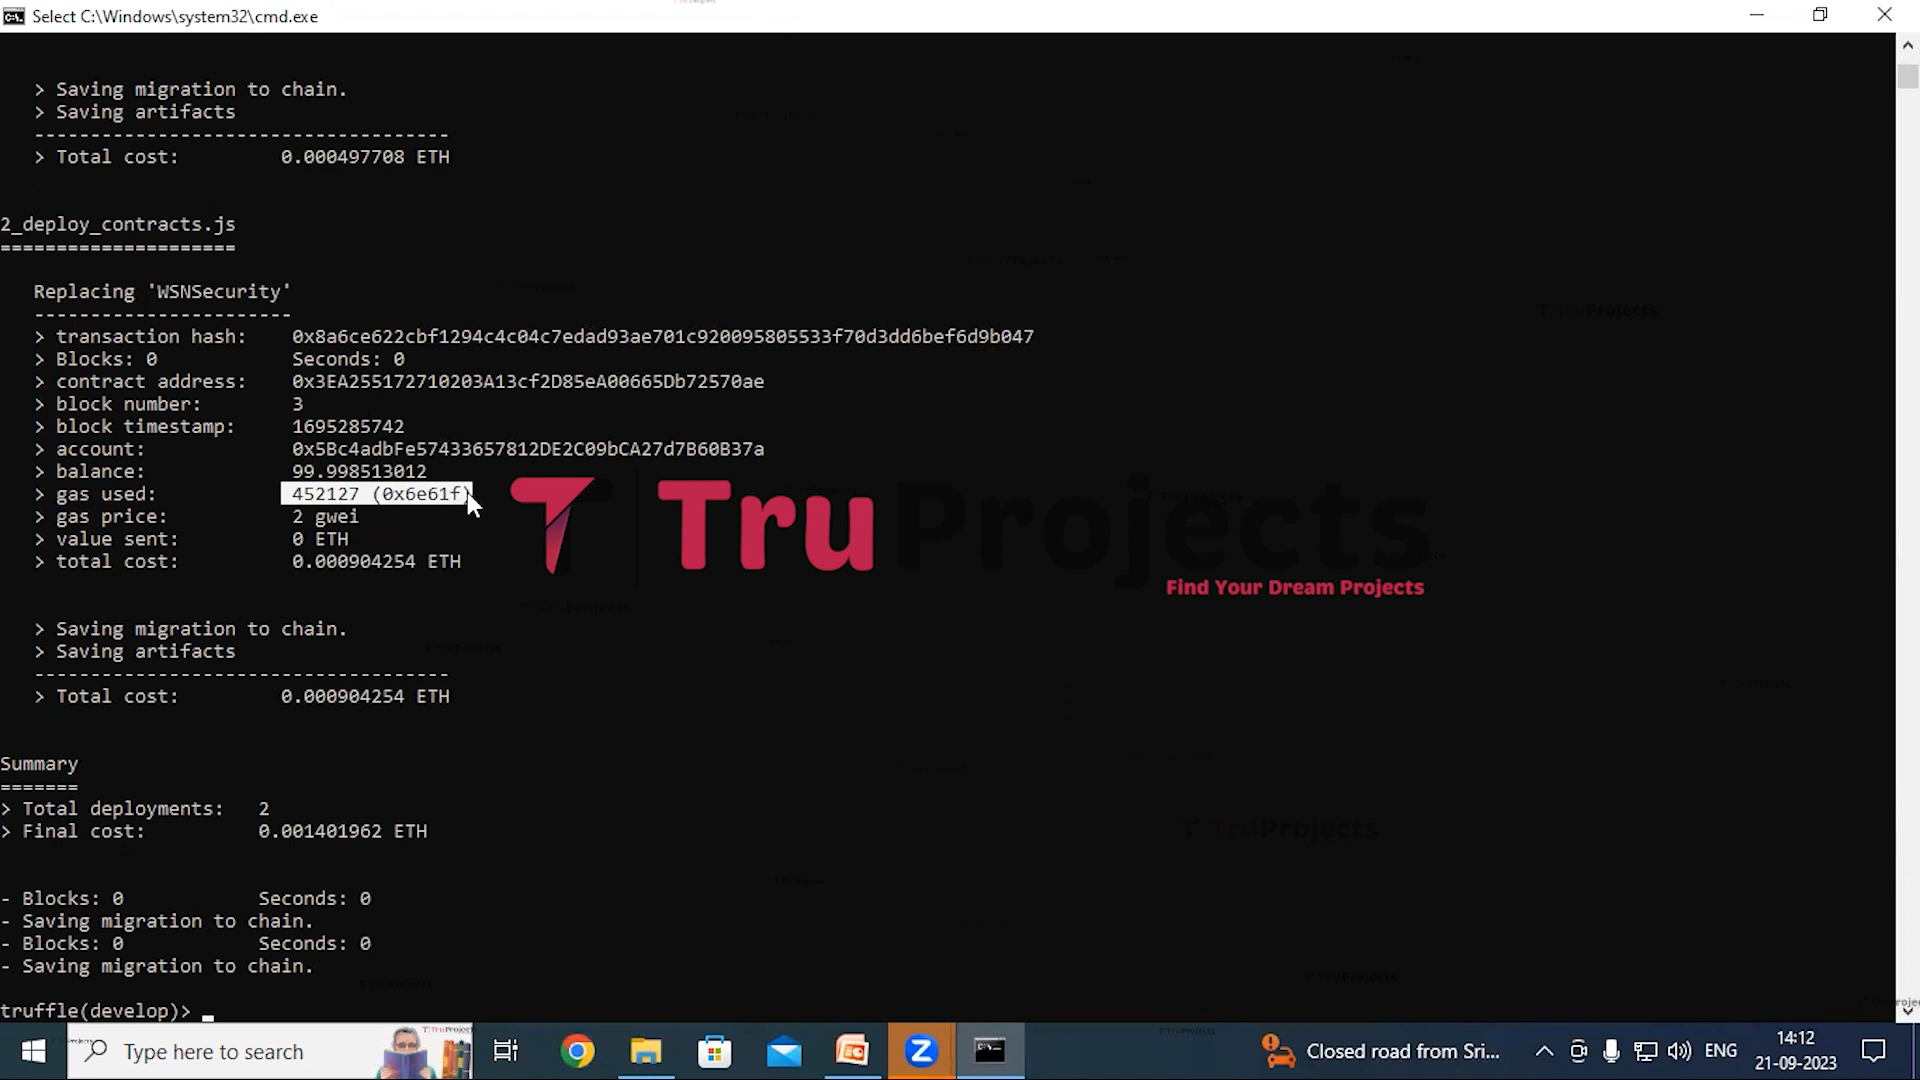 Select C:\Windows\system32\cmd.exe
> Saving migration to chain.
> Saving artifacts
-------------------------------------
> Total cost: 0.000497708 ETH
2_deploy_contracts.js
=====================
Replacing 'WSNSecurity'
-----------------------
> transaction hash: 0x8a6ce622cbf1294c4c04c7edad93ae701c920095805533f70d3dd6bef6d9b047
> Blocks: 0 Seconds: 0
> contract address: 0x3EA255172710203A13cf2D85eA00665Db72570ae
> block number: 3
> block timestamp: 1695285742
> account: 0x5Bc4adbFe57433657812DE2C09bCA27d7B60B37a
> balance: 99.998513012
> gas used: 452127 (0x6e61f)
> gas price: 2 gwei
> value sent: 0 ETH
> total cost: 0.000904254 ETH
TruProjects
Find Your Dream Projects
> Saving migration to chain.
> Saving artifacts
-------------------------------------
> Total cost: 0.000904254 ETH
Summary
=======
> Total deployments: 2
> Final cost: 0.001401962 ETH
- Blocks: 0 Seconds: 0
- Saving migration to chain.
- Blocks: 0 Seconds: 0
- Saving migration to chain.
truffle(develop)>
Type here to search
Closed road from Sri...
ENG
14:12
21-09-2023